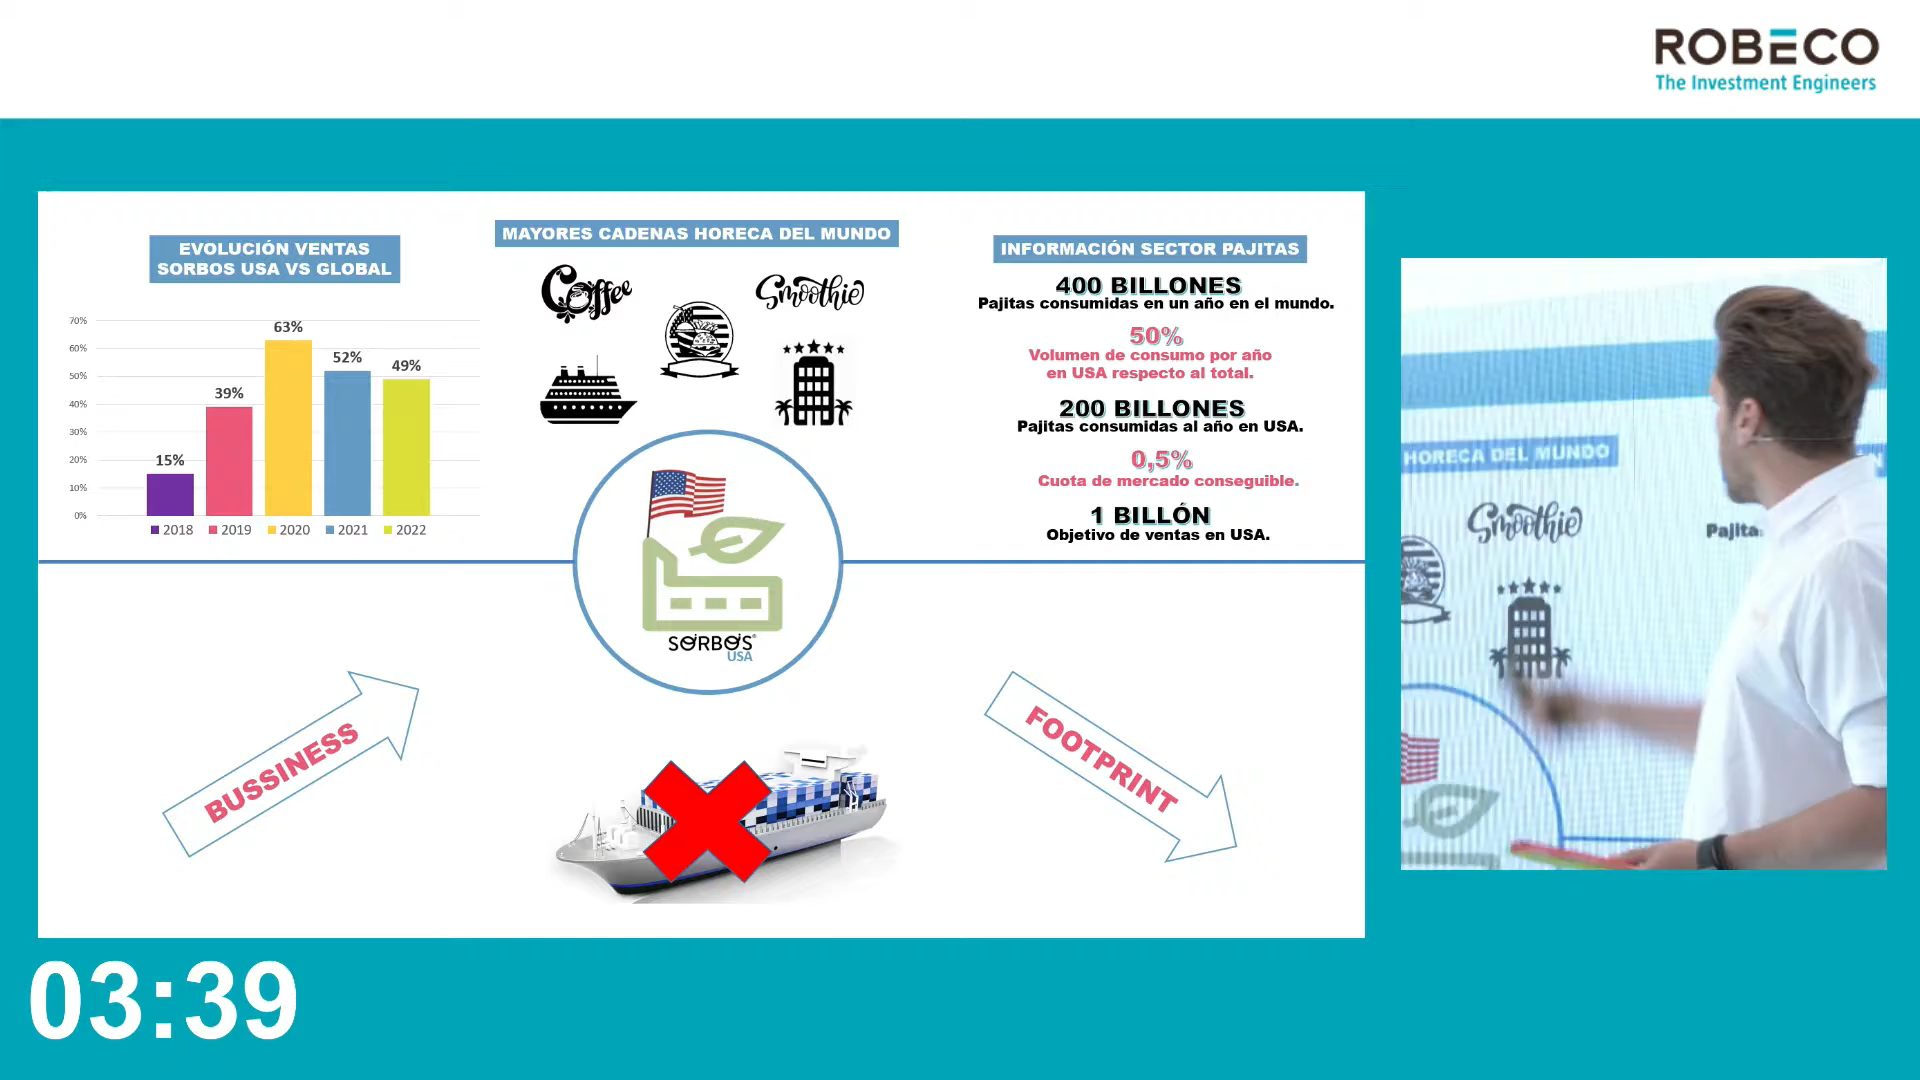 ROBECO
The Investment Engineers
EVOLUCIÓN VENTAS
SORBOS USA VS GLOBAL
70%
60%
50%
40%
30%
20%
10%
0%
15%
39%
63%
52%
49%
2018
2019
2020
2021
2022
MAYORES CADENAS HORECA DEL MUNDO
Coffee
Smoothie
SORBOS
USA
INFORMACIÓN SECTOR PAJITAS
400 BILLONES
Pajitas consumidas en un año en el mundo.
50%
Volumen de consumo por año
en USA respecto al total.
200 BILLONES
Pajitas consumidas al año en USA.
0,5%
Cuota de mercado conseguible.
1 BILLÓN
Objetivo de ventas en USA.
BUSSINESS
FOOTPRINT
HORECA DEL MUNDO
Smoothie
Pajita
03:39